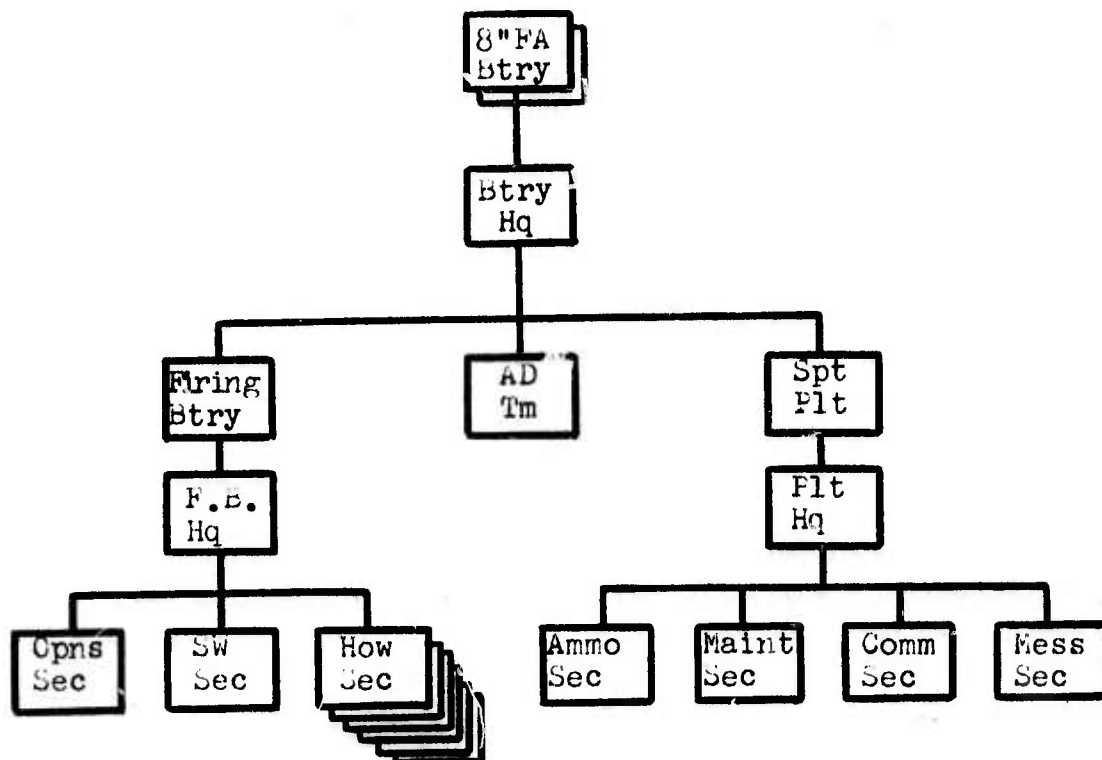 8"FA
Btry
Btry
Hq
Firing
Btry
AD
Tm
Spt
Plt
F.B.
Hq
Plt
Hq
Opns
Sec
Sw
Sec
How
Sec
Ammo
Sec
Maint
Sec
Comm
Sec
Mess
Sec